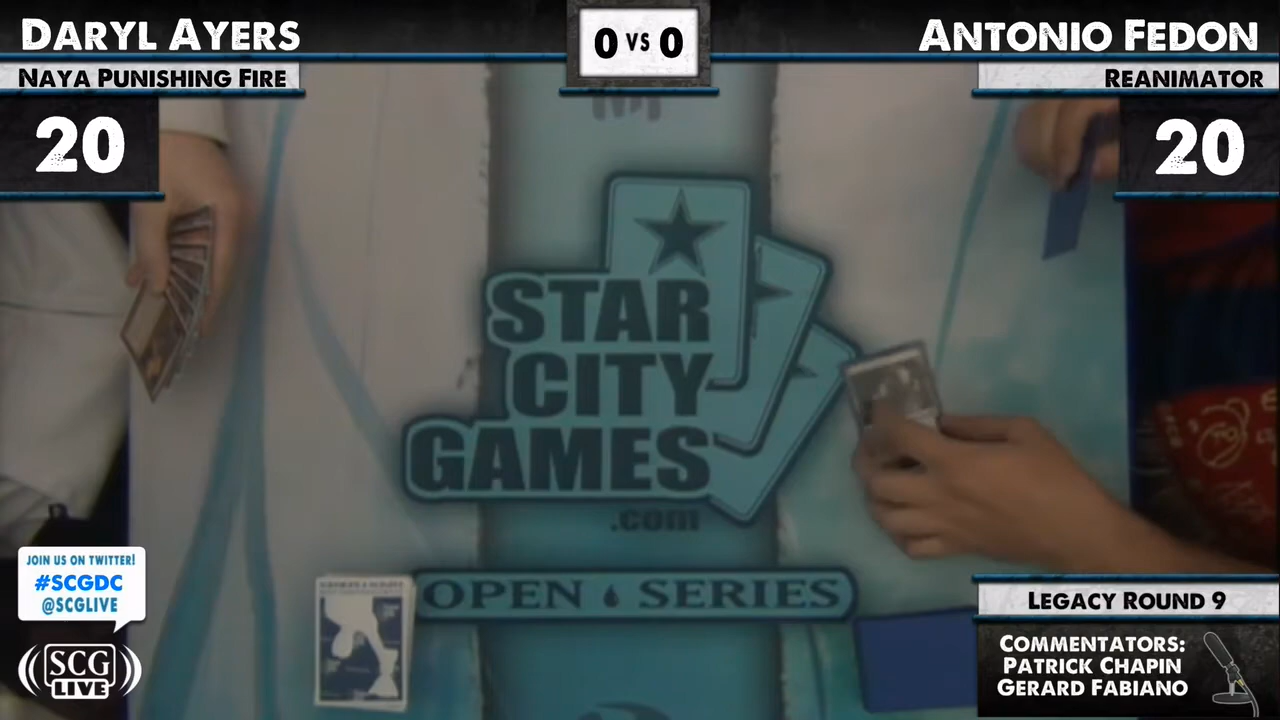 DARYL AYERS
0 VS 0
ANTONIO FEDON
NAYA PUNISHING FIRE
REANIMATOR
20
20
STAR
CITY
GAMES
.com
OPEN SERIES
JOIN US ON TWITTER!
#SCGDC
@SCGLIVE
SCG
LIVE
LEGACY ROUND 9
COMMENTATORS:
PATRICK CHAPIN
GERARD FABIANO